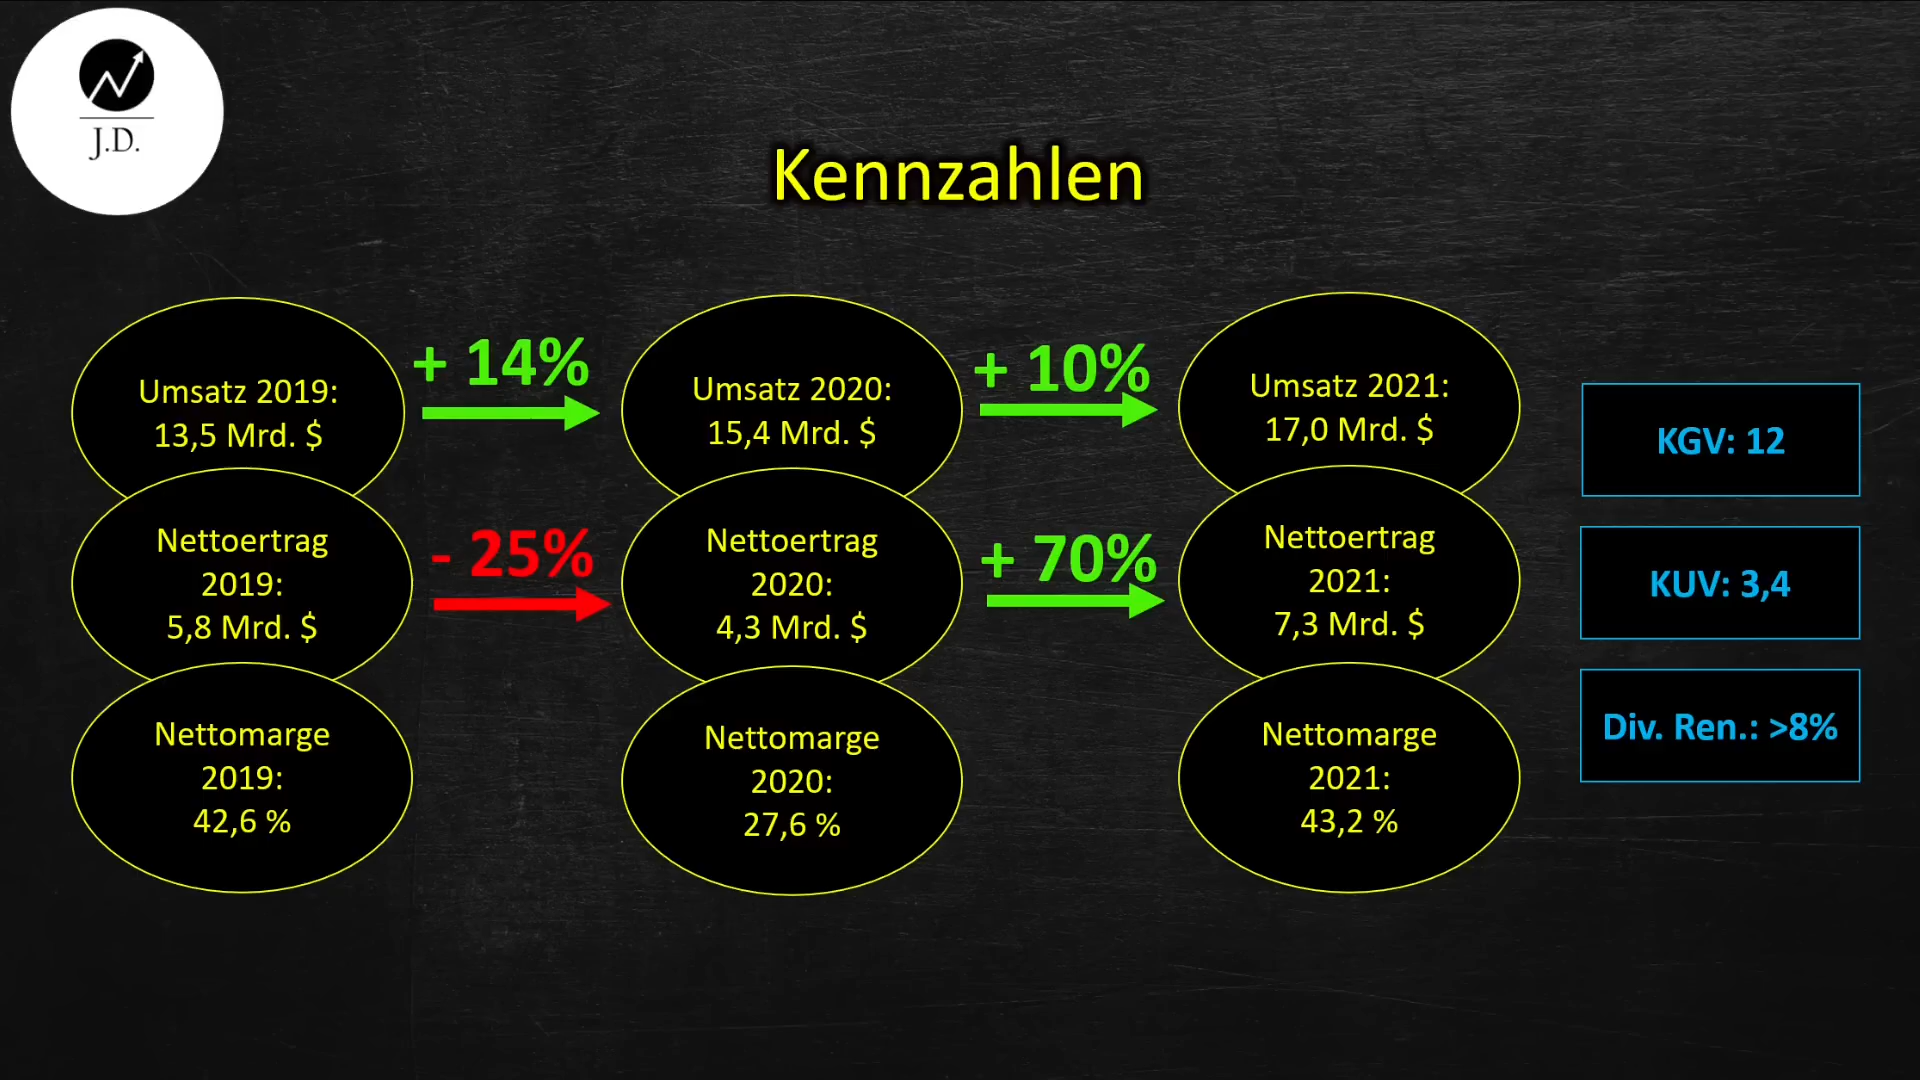 J.D.
Kennzahlen
Umsatz 2019:
13,5 Mrd. $
+ 14%
Umsatz 2020:
15,4 Mrd. $
+ 10%
Umsatz 2021:
17,0 Mrd. $
Nettoertrag
2019:
5,8 Mrd. $
- 25%
Nettoertrag
2020:
4,3 Mrd. $
+ 70%
Nettoertrag
2021:
7,3 Mrd. $
Nettomarge
2019:
42,6 %
Nettomarge
2020:
27,6 %
Nettomarge
2021:
43,2 %
KGV: 12
KUV: 3,4
Div. Ren.: >8%